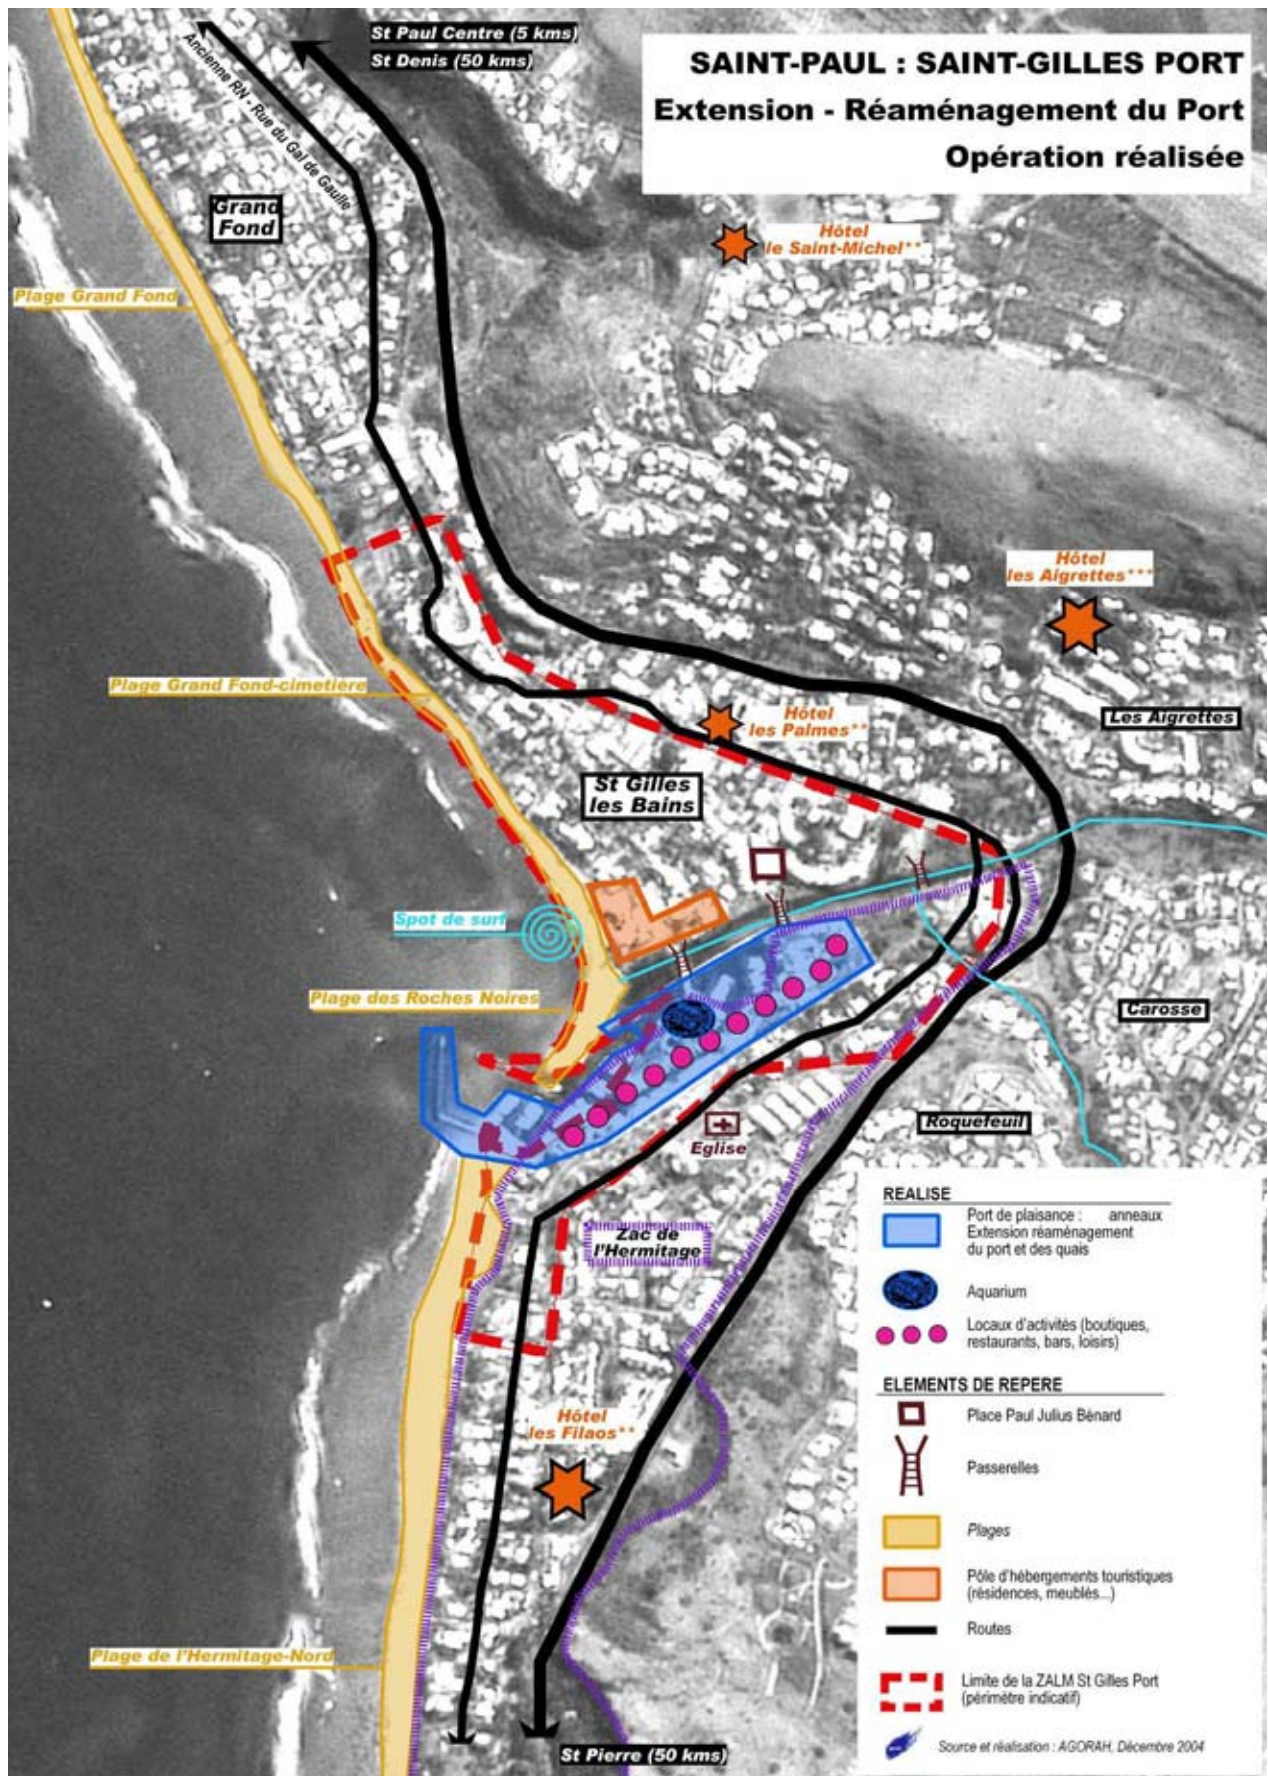 St Paul Centre (5 kms)
St Denis (50 kms)
SAINT-PAUL : SAINT-GILLES PORT
Extension - Réaménagement du Port
Opération réalisée
Ancienne RN - Rue du Gal de Gaulle
Grand
Fond
Hôtel
le Saint-Michel**
Plage Grand Fond
Hôtel
les Aigrettes***
Plage Grand Fond-cimetière
Hôtel
les Palmes**
Les Aigrettes
St Gilles
les Bains
Spot de surf
Plage des Roches Noires
Carosse
Roquefeuil
Eglise
Zac de
l'Hermitage
Hôtel
les Filaos**
Plage de l'Hermitage-Nord
St Pierre (50 kms)
REALISE
Port de plaisance : anneaux
Extension réaménagement
du port et des quais
Aquarium
Locaux d'activités (boutiques,
restaurants, bars, loisirs)
ELEMENTS DE REPERE
Place Paul Julius Bénard
Passerelles
Plages
Pôle d'hébergements touristiques
(résidences, meublés...)
Routes
Limite de la ZALM St Gilles Port
(périmètre indicatif)
Source et réalisation : AGORAH, Décembre 2004